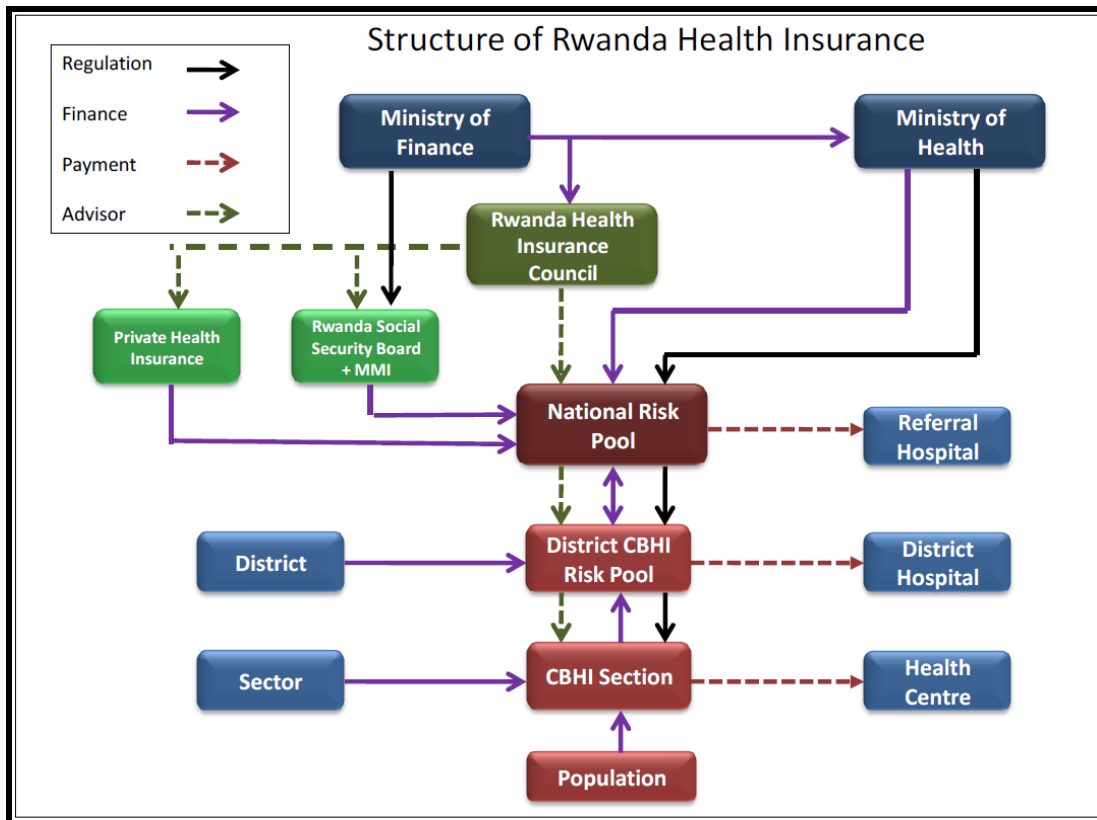 Structure of Rwanda Health Insurance
Regulation
Finance
Payment
Advisor
Ministry of
Finance
Ministry of
Health
Rwanda Health
Insurance
Council
Private Health
Insurance
Rwanda Social
Security Board
+ MMI
National Risk
Pool
Referral
Hospital
District
District CBHI
Risk Pool
District
Hospital
Sector
CBHI Section
Health
Centre
Population